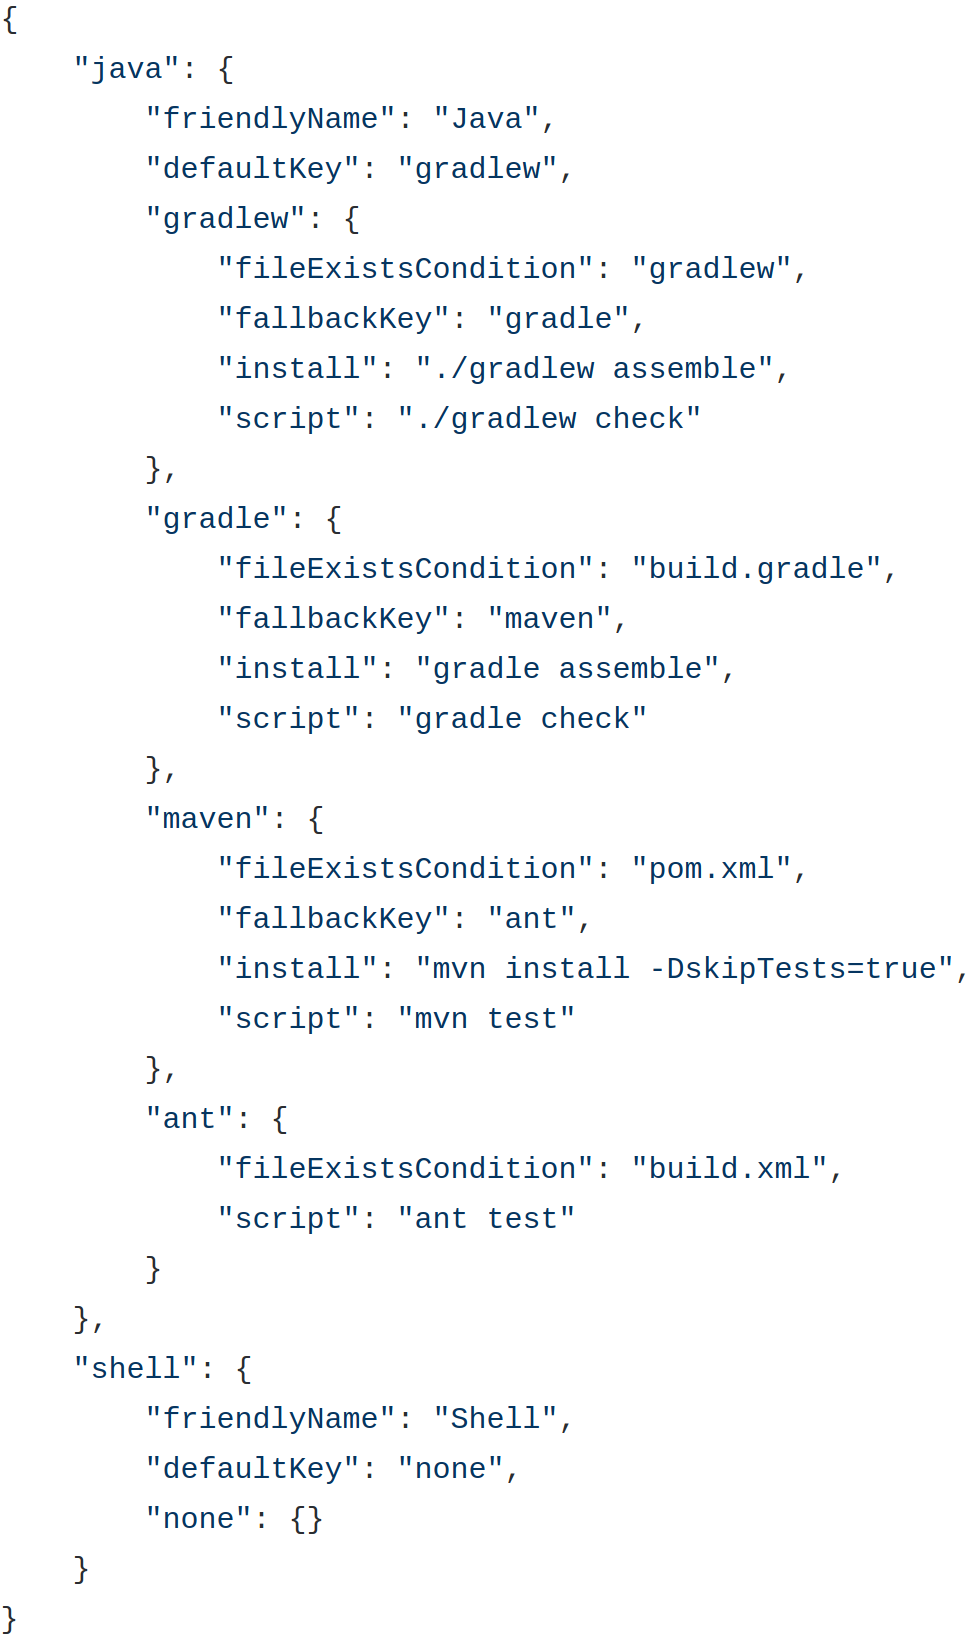 {
    "java": {
        "friendlyName": "Java",
        "defaultKey": "gradlew",
        "gradlew": {
            "fileExistsCondition": "gradlew",
            "fallbackKey": "gradle",
            "install": "./gradlew assemble",
            "script": "./gradlew check"
        },
        "gradle": {
            "fileExistsCondition": "build.gradle",
            "fallbackKey": "maven",
            "install": "gradle assemble",
            "script": "gradle check"
        },
        "maven": {
            "fileExistsCondition": "pom.xml",
            "fallbackKey": "ant",
            "install": "mvn install -DskipTests=true",
            "script": "mvn test"
        },
        "ant": {
            "fileExistsCondition": "build.xml",
            "script": "ant test"
        }
    },
    "shell": {
        "friendlyName": "Shell",
        "defaultKey": "none",
        "none": {}
    }
}